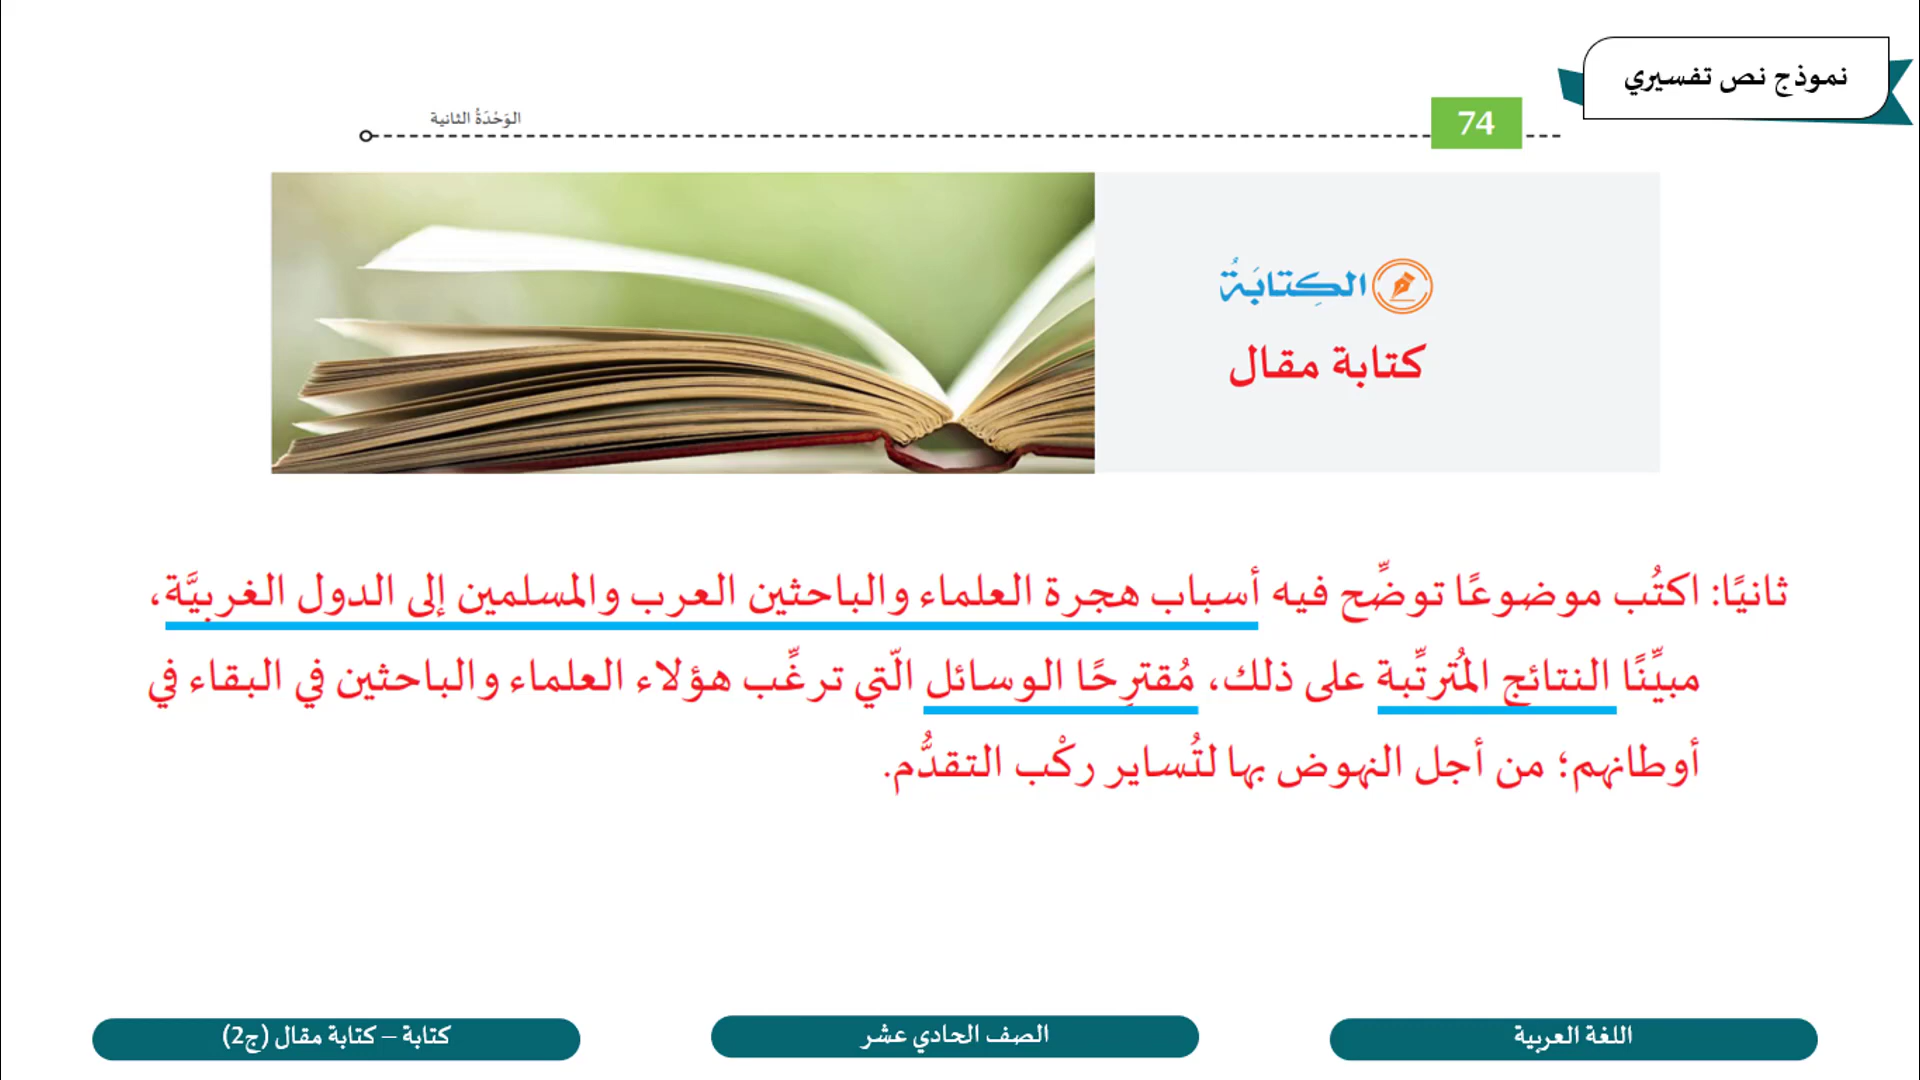 نموذج نص تفسيري
74
الوَحْدَةُ الثانية
الكِتابَةُ
كتابة مقال
ثانيًا: اكتُب موضوعًا توضِّح فيه أسباب هجرة العلماء والباحثين العرب والمسلمين إلى الدول الغربيَّة،
مبيِّنًا النتائج المُترتِّبة على ذلك، مُقترِحًا الوسائل الّتي ترغِّب هؤلاء العلماء والباحثين في البقاء في
أوطانهم؛ من أجل النهوض بها لتُساير ركْب التقدُّم.
اللغة العربية
الصف الحادي عشر
كتابة – كتابة مقال (ج2)